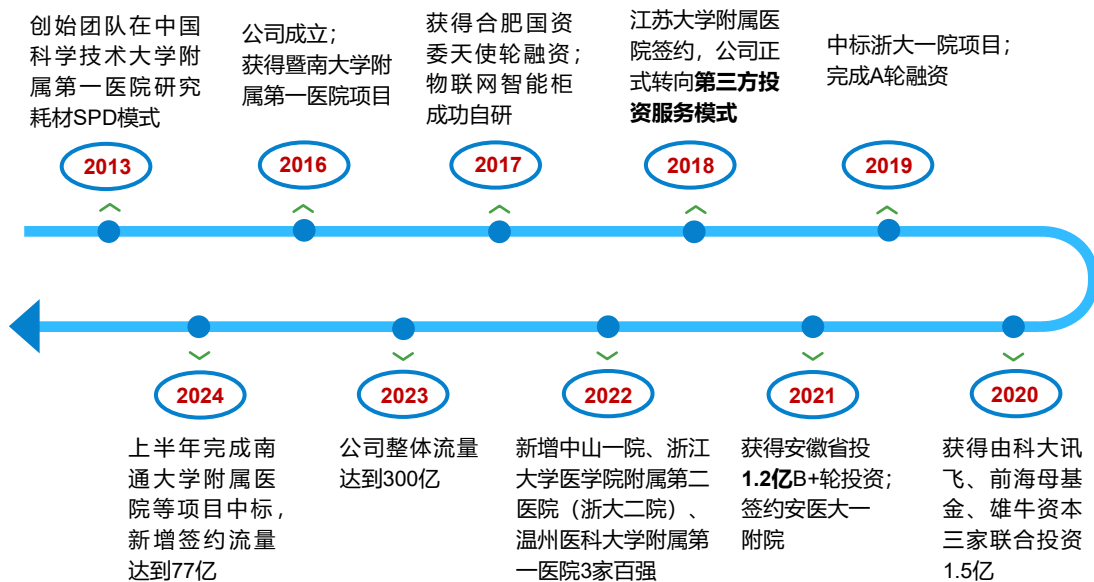 创始团队在中国
科学技术大学附
属第一医院研究
耗材SPD模式
2013
公司成立；
获得暨南大学附
属第一医院项目
2016
获得合肥国资
委天使轮融资；
物联网智能柜
成功自研
2017
江苏大学附属医
院签约，公司正
式转向第三方投
资服务模式
2018
中标浙大一院项目；
完成A轮融资
2019
2020
获得由科大讯
飞、前海母基
金、雄牛资本
三家联合投资
1.5亿
2021
获得安徽省投
1.2亿B+轮投资；
签约安医大一
附院
2022
新增中山一院、浙江
大学医学院附属第二
医院（浙大二院）、
温州医科大学附属第
一医院3家百强
2023
公司整体流量
达到300亿
2024
上半年完成南
通大学附属医
院等项目中标，
新增签约流量
达到77亿